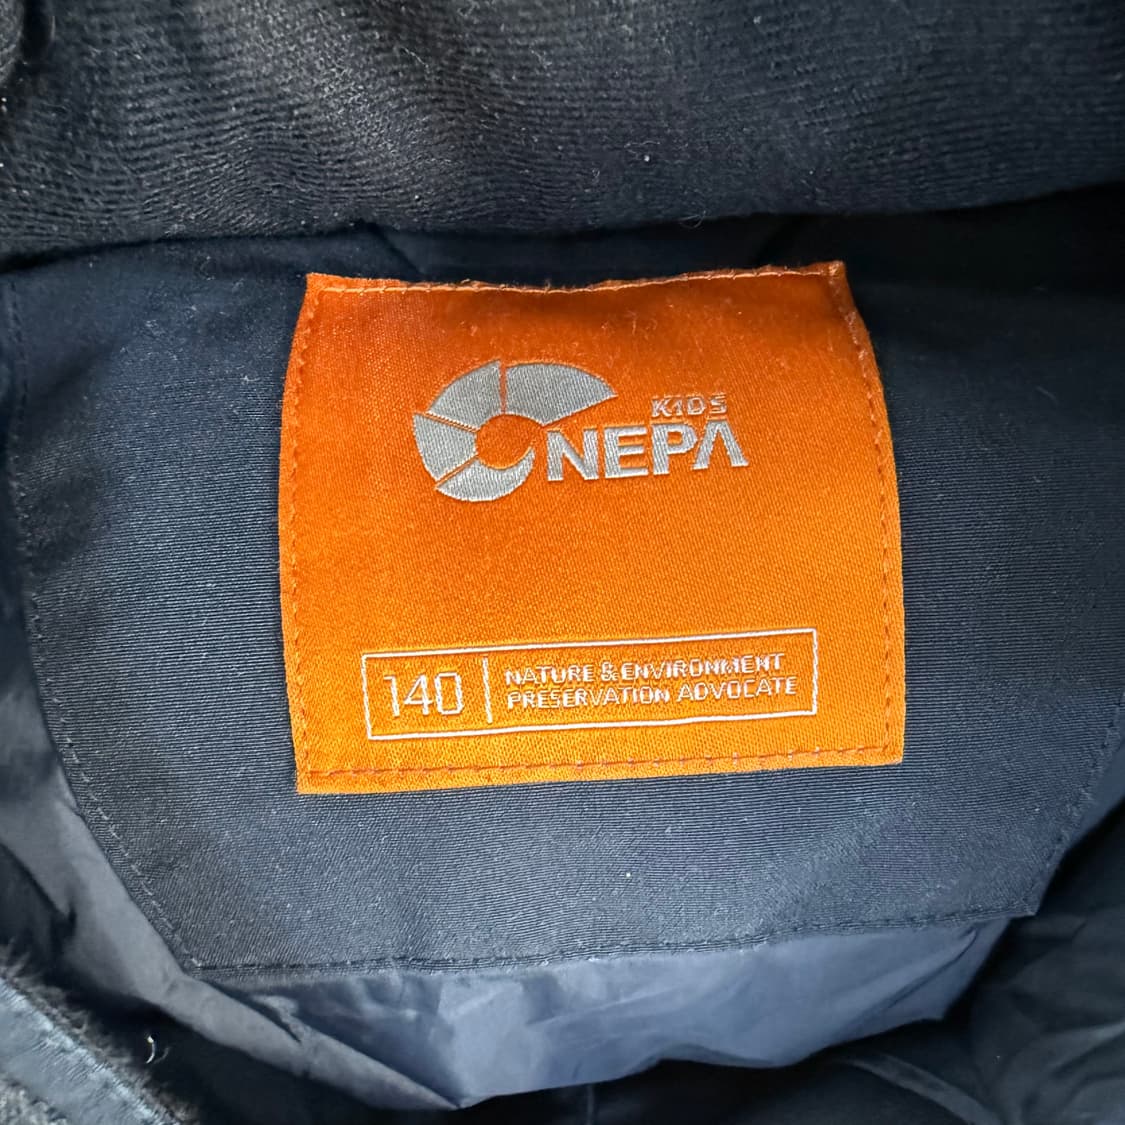 KIDS
NEPA
140
NATURE & ENVIRONMENT
PRESERVATION ADVOCATE